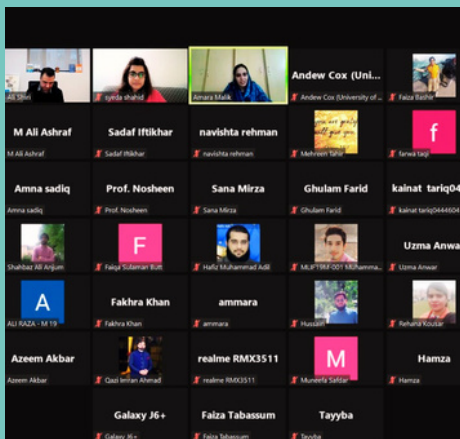 Ali Shiri
syeda shahid
Amara Malik
Andew Cox (Uni...
Andew Cox (University of ...
Faiza Bashir
M Ali Ashraf
M Ali Ashraf
Sadaf Iftikhar
Sadaf Iftikhar
navishta rehman
navishta rehman
Mehreen Tahir
f
farwa taqi
Amna sadiq
Amna sadiq
Prof. Nosheen
Prof. Nosheen
Sana Mirza
Sana Mirza
Ghulam Farid
Ghulam Farid
kainat tariq04
kainat tariq0444604
Shahbaz Ali Anjum
F
Faiqa Sulaman Butt
Hafiz Muhammad Adil
MLIF19M-001 MUhamma...
Uzma Anwar
Uzma Anwar
A
ALI RAZA - M 19
Fakhra Khan
Fakhra Khan
ammara
ammara
Hussain
Rehana Kousar
Azeem Akbar
Azeem Akbar
Qazi Imran Ahmad
realme RMX3511
realme RMX3511
M
Muneefa Safdar
Hamza
Hamza
Galaxy J6+
Galaxy J6+
Faiza Tabassum
Faiza Tabassum
Tayyba
Tayyba